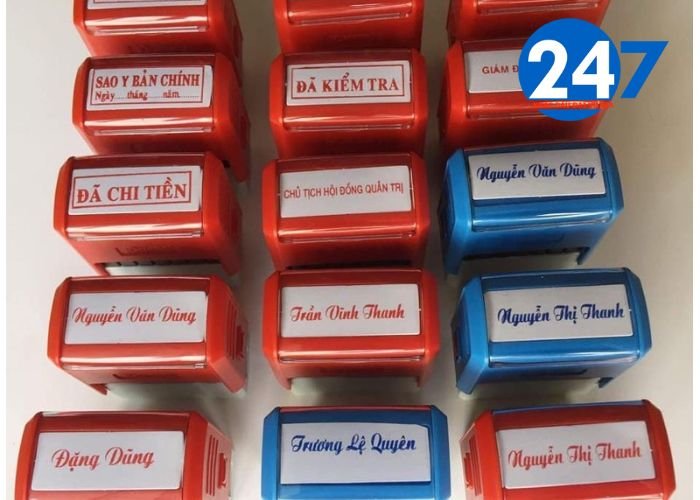 247
SAO Y BẢN CHÍNH
Ngày......tháng......năm.......
ĐÃ KIỂM TRA
GIÁM
ĐÃ CHI TIỀN
CHỦ TỊCH HỘI ĐỒNG QUẢN TRỊ
Nguyễn Văn Dũng
Nguyễn Văn Dũng
Trần Vinh Thanh
Nguyễn Thị Thanh
Đặng Dũng
Trương Lệ Quyên
Nguyễn Thị Thanh